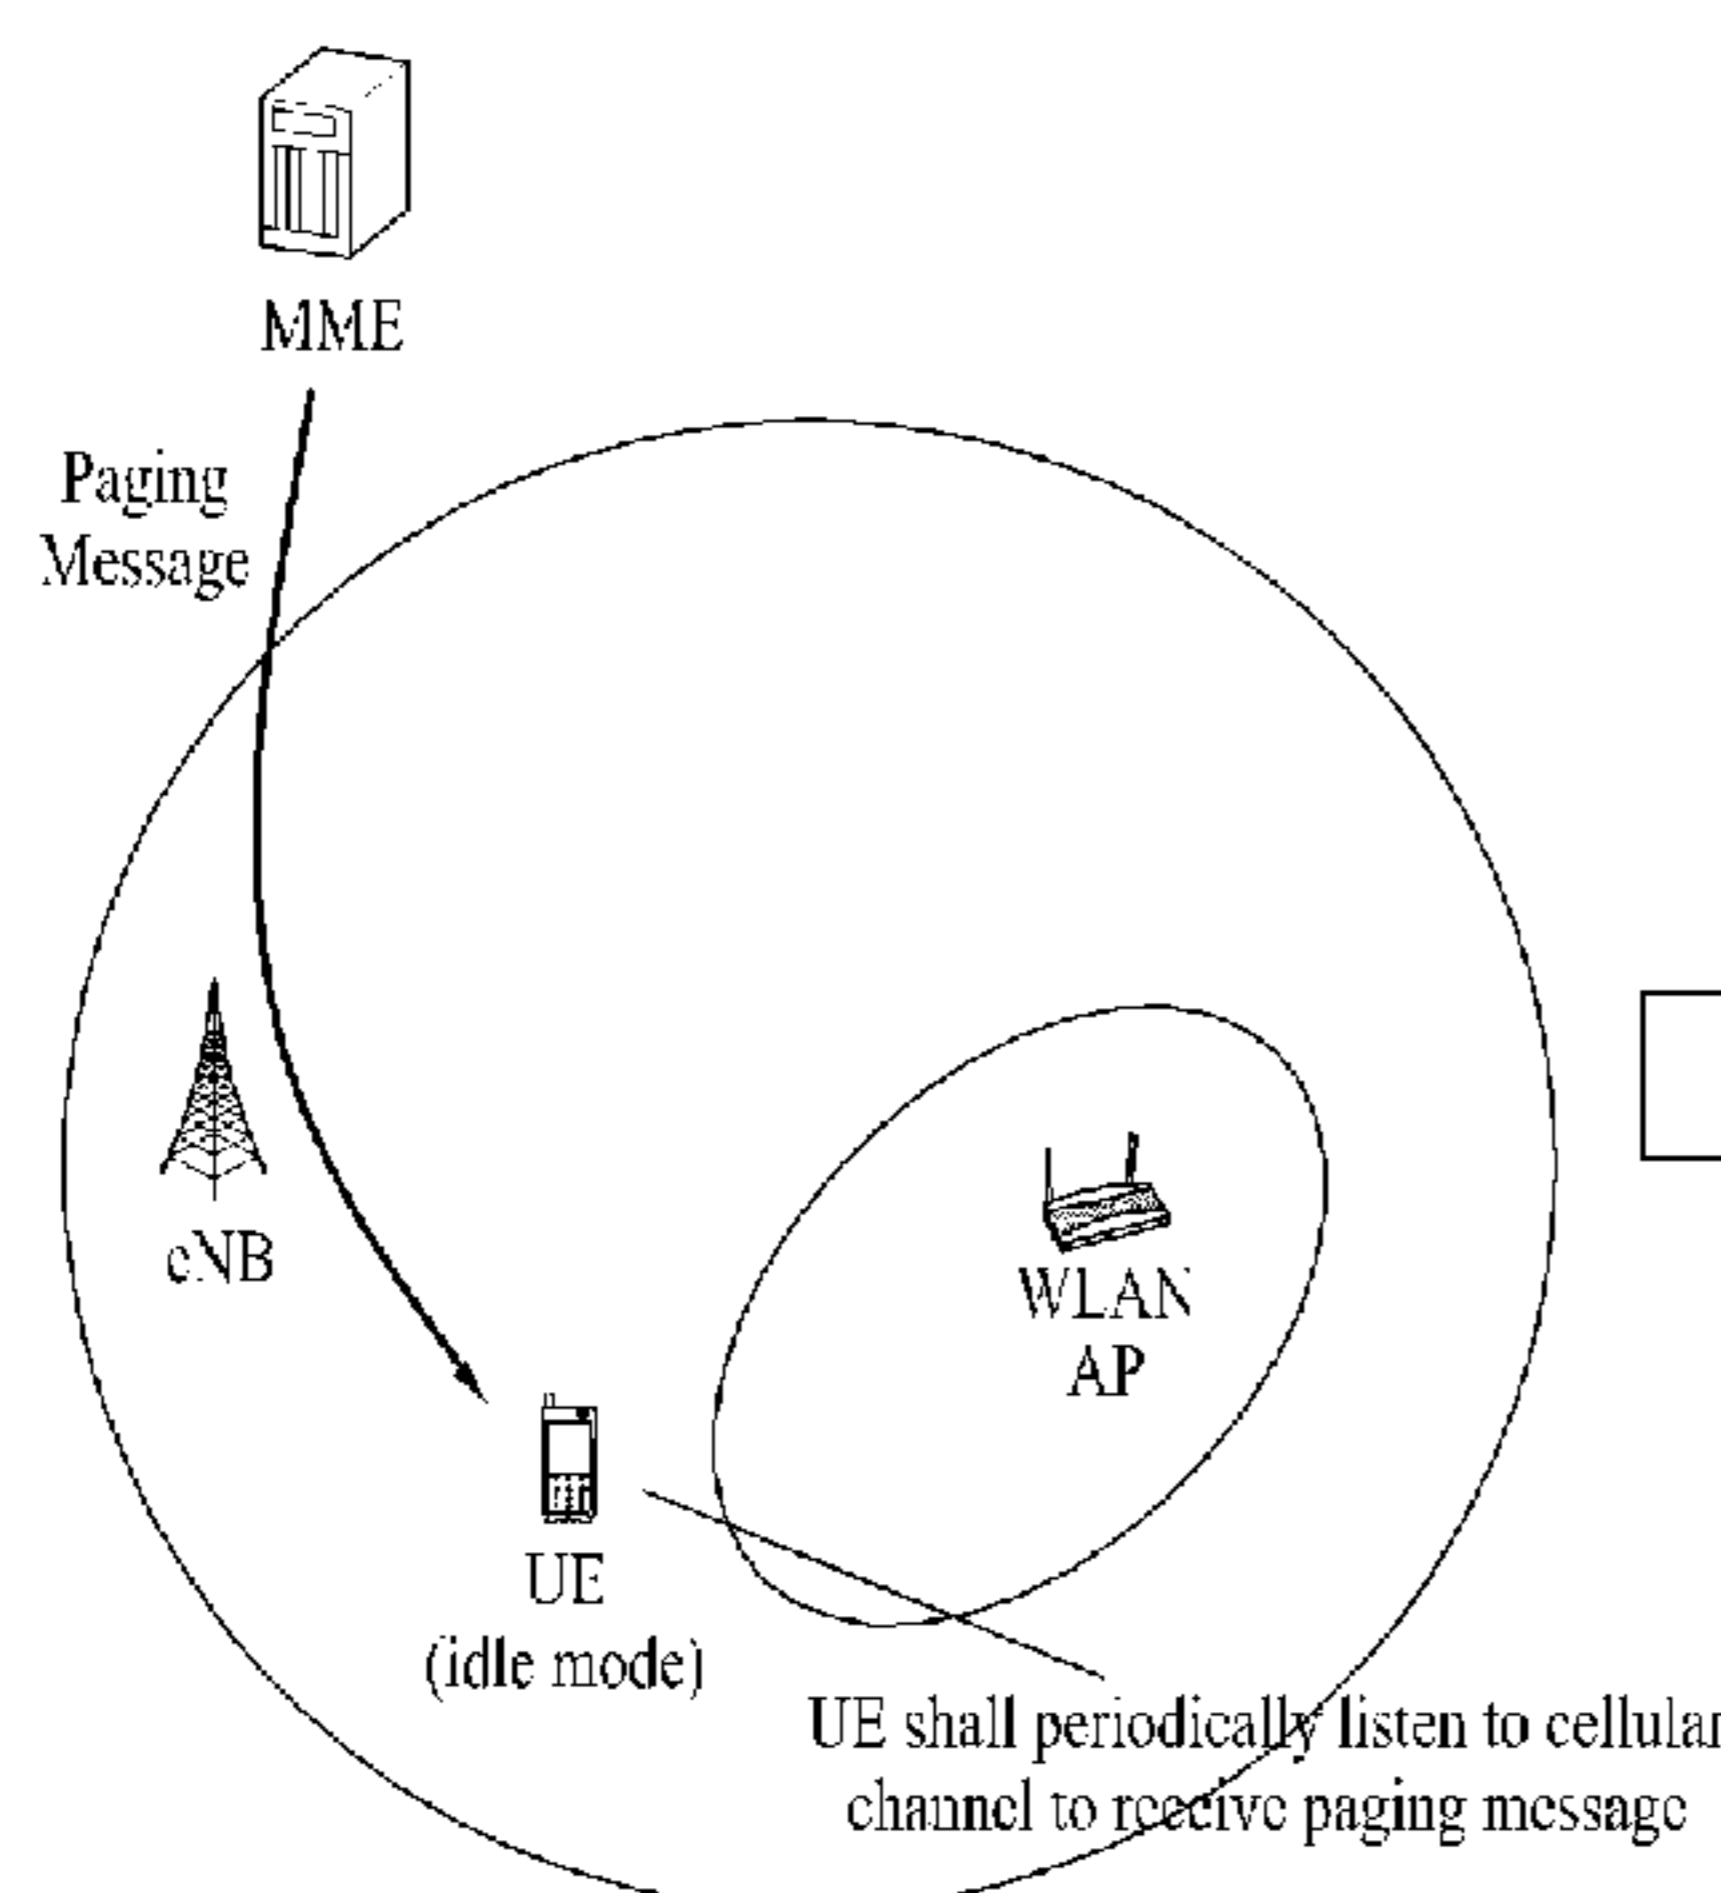 MME
Paging
Message
eNB
WLAN
AP
UE
(idle mode)
UE shall periodically listen to cellular
channel to receive paging message